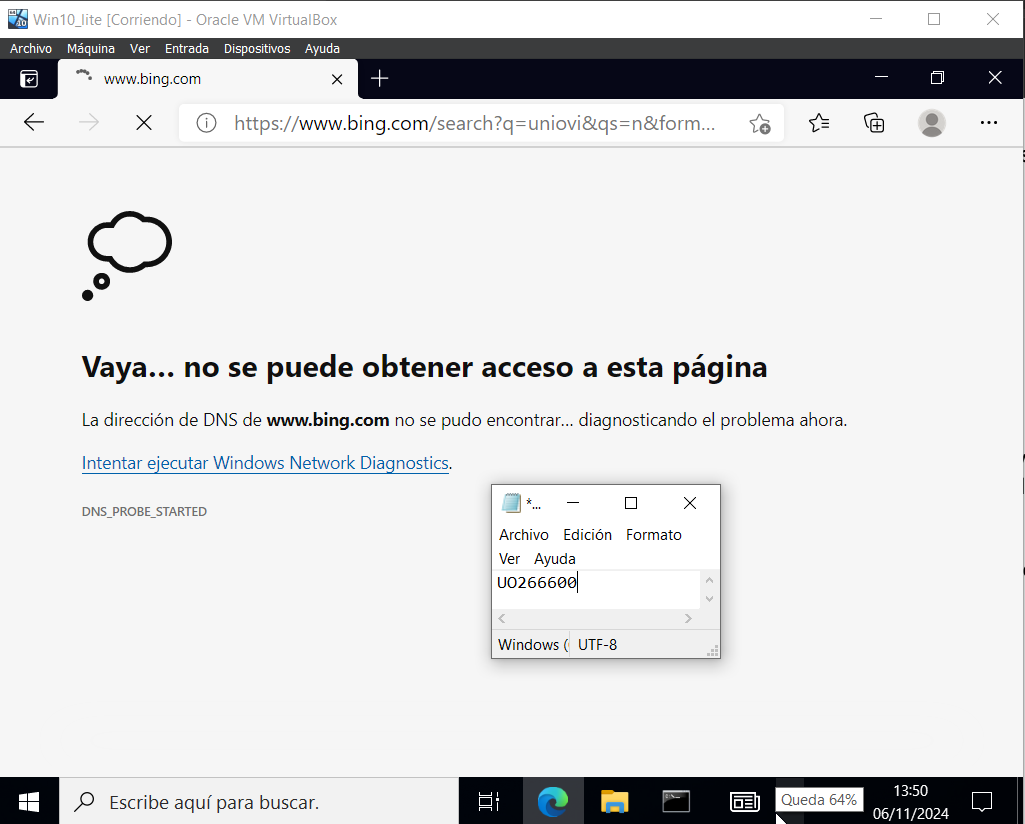 Win10_lite [Corriendo] - Oracle VM VirtualBox
Archivo Máquina Ver Entrada Dispositivos Ayuda
www.bing.com
https://www.bing.com/search?q=uniovi&qs=n&form...
Vaya... no se puede obtener acceso a esta página
La dirección de DNS de www.bing.com no se pudo encontrar... diagnosticando el problema ahora.
Intentar ejecutar Windows Network Diagnostics.
DNS_PROBE_STARTED
*...
Archivo Edición Formato
Ver Ayuda
UO266600
Windows (
UTF-8
Escribe aquí para buscar.
Queda 64%
13:50
06/11/2024